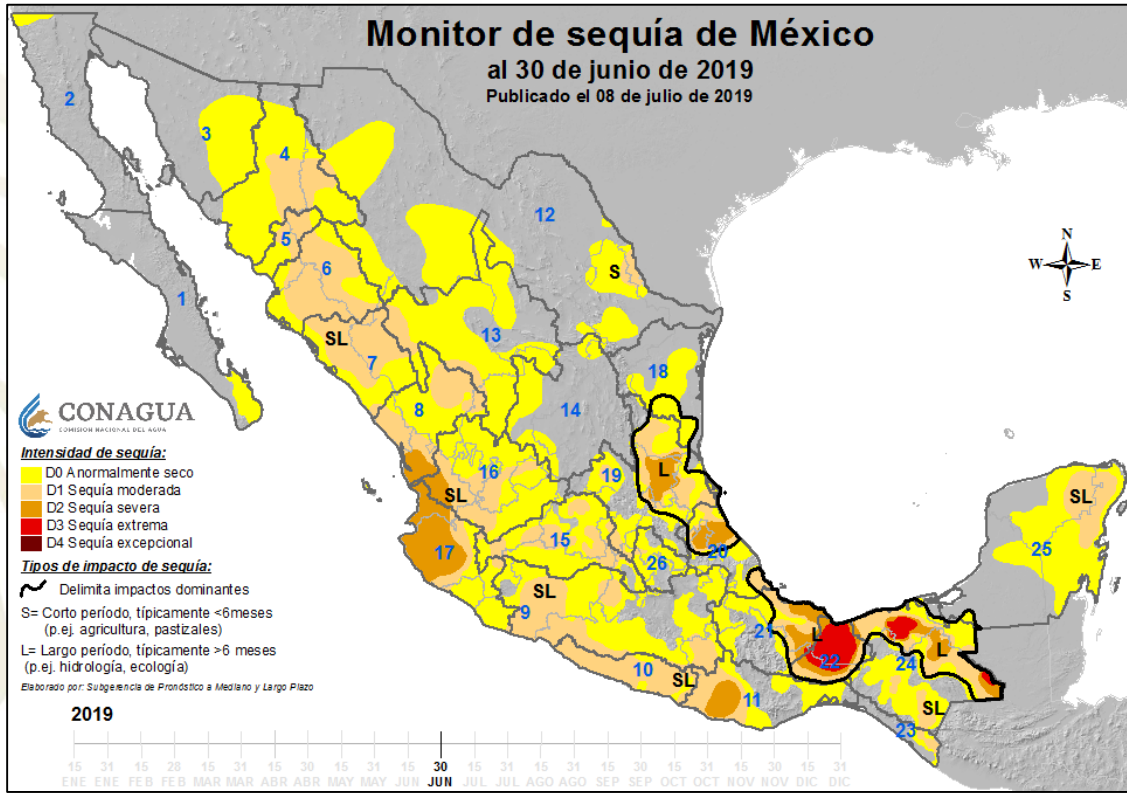 Monitor de sequía de México
al 30 de junio de 2019
Publicado el 08 de julio de 2019
2
3
4
12
5
S
N
W E
S
6
1
13
SL
7
18
8
14
CONAGUA
COMISIÓN NACIONAL DEL AGUA
Intensidad de sequía:
D0 Anormalmente seco
D1 Sequía moderada
D2 Sequía severa
D3 Sequía extrema
D4 Sequía excepcional
Tipos de impacto de sequía:
Delimita impactos dominantes
S= Corto período, típicamente <6meses
(p.ej. agricultura, pastizales)
L= Largo período, típicamente >6 meses
(p.ej. hidrología, ecología)
Elaborado por: Subgerencia de Pronóstico a Mediano y Largo Plazo
16
19
L
SL
SL
17
15
20
25
26
9
SL
21
L
22
L
24
10
SL
11
SL
23
2019
15 31 15 28 15 31 15 30 15 31 15 30 15 31 15 31 15 30 15 31 15 30 15 31
ENE ENE FEB FEB MAR MAR ABR ABR MAY MAY JUN JUN JUL JUL AGO AGO SEP SEP OCT OCT NOV NOV DIC DIC